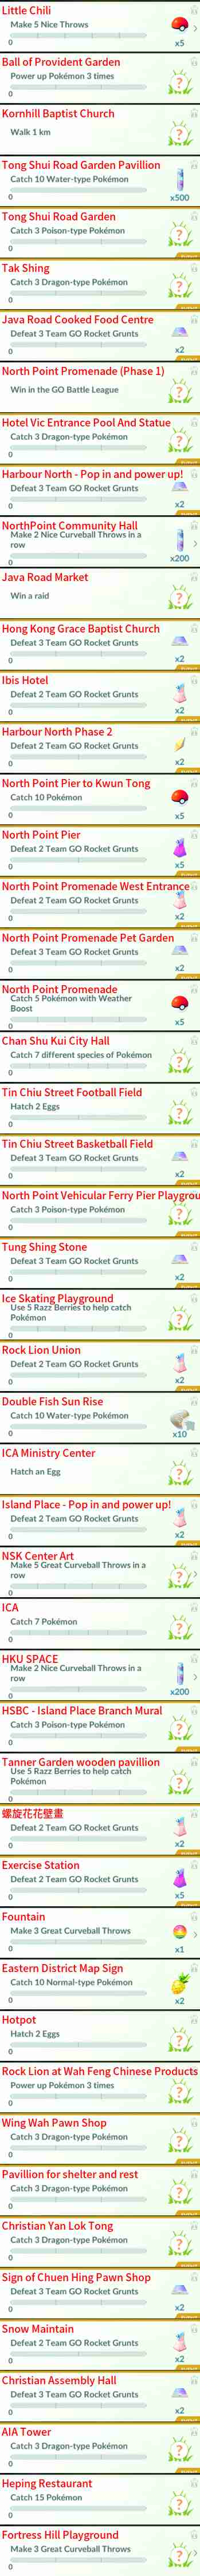 Little Chili
Make 5 Nice Throws
0
x5
Ball of Provident Garden
Power up Pokémon 3 times
0
?
Kornhill Baptist Church
Walk 1 km
?
Tong Shui Road Garden Pavillion
Catch 10 Water-type Pokémon
0
x500
Tong Shui Road Garden
Catch 3 Poison-type Pokémon
0
?
Tak Shing
Catch 3 Dragon-type Pokémon
0
?
Java Road Cooked Food Centre
Defeat 3 Team GO Rocket Grunts
0
x2
North Point Promenade (Phase 1)
Win in the GO Battle League
?
Hotel Vic Entrance Pool And Statue
Catch 3 Dragon-type Pokémon
0
?
Harbour North - Pop in and power up!
Defeat 3 Team GO Rocket Grunts
0
x2
NorthPoint Community Hall
Make 2 Nice Curveball Throws in a
row
0
x200
Java Road Market
Win a raid
?
Hong Kong Grace Baptist Church
Defeat 3 Team GO Rocket Grunts
0
x2
Ibis Hotel
Defeat 2 Team GO Rocket Grunts
0
x2
Harbour North Phase 2
Defeat 2 Team GO Rocket Grunts
0
x2
North Point Pier to Kwun Tong
Catch 10 Pokémon
0
x5
North Point Pier
Defeat 2 Team GO Rocket Grunts
0
x5
North Point Promenade West Entrance
Defeat 2 Team GO Rocket Grunts
0
x2
North Point Promenade Pet Garden
Defeat 3 Team GO Rocket Grunts
0
x2
North Point Promenade
Catch 5 Pokémon with Weather
Boost
0
x5
Chan Shu Kui City Hall
Catch 7 different species of Pokémon
0
?
Tin Chiu Street Football Field
Hatch 2 Eggs
0
?
Tin Chiu Street Basketball Field
Defeat 3 Team GO Rocket Grunts
0
x2
North Point Vehicular Ferry Pier Playgrou
Catch 3 Poison-type Pokémon
0
?
Tung Shing Stone
Defeat 3 Team GO Rocket Grunts
0
x2
Ice Skating Playground
Use 5 Razz Berries to help catch
Pokémon
0
?
Rock Lion Union
Defeat 2 Team GO Rocket Grunts
0
x2
Double Fish Sun Rise
Catch 10 Water-type Pokémon
0
x10
ICA Ministry Center
Hatch an Egg
?
Island Place - Pop in and power up!
Defeat 2 Team GO Rocket Grunts
0
x2
NSK Center Art
Make 5 Great Curveball Throws in a
row
0
?
ICA
Catch 7 Pokémon
0
?
HKU SPACE
Make 2 Nice Curveball Throws in a
row
0
x200
HSBC - Island Place Branch Mural
Catch 3 Poison-type Pokémon
0
?
Tanner Garden wooden pavillion
Use 5 Razz Berries to help catch
Pokémon
0
?
螺旋花花壁畫
Defeat 2 Team GO Rocket Grunts
0
x2
Exercise Station
Defeat 2 Team GO Rocket Grunts
0
x5
Fountain
Make 3 Great Curveball Throws
0
x1
Eastern District Map Sign
Catch 10 Normal-type Pokémon
0
x2
Hotpot
Hatch 2 Eggs
0
?
Rock Lion at Wah Feng Chinese Products
Power up Pokémon 3 times
0
?
Wing Wah Pawn Shop
Catch 3 Dragon-type Pokémon
0
?
Pavillion for shelter and rest
Catch 3 Dragon-type Pokémon
0
?
Christian Yan Lok Tong
Catch 3 Dragon-type Pokémon
0
?
Sign of Chuen Hing Pawn Shop
Defeat 3 Team GO Rocket Grunts
0
x2
Snow Maintain
Defeat 2 Team GO Rocket Grunts
0
x2
Christian Assembly Hall
Defeat 3 Team GO Rocket Grunts
0
x2
AIA Tower
Catch 3 Dragon-type Pokémon
0
?
Heping Restaurant
Catch 15 Pokémon
0
?
Fortress Hill Playground
Make 3 Great Curveball Throws
0
?